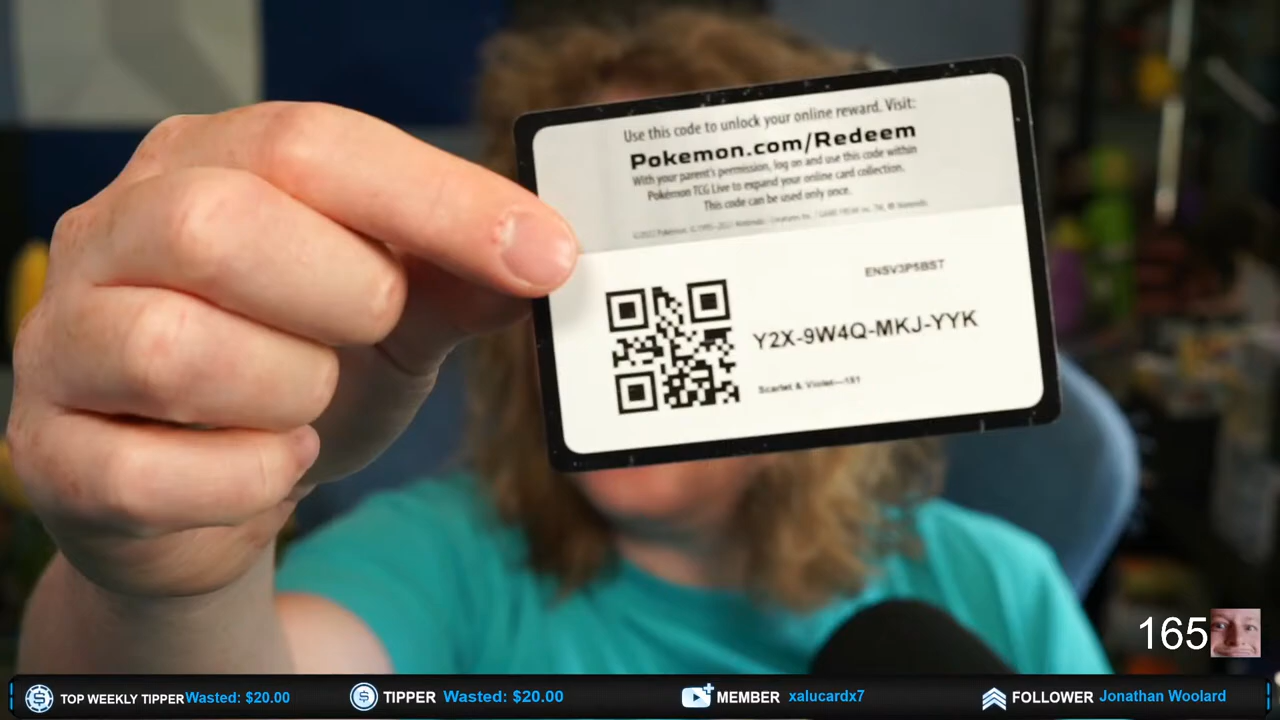 Use this code to unlock your online reward. Visit:
Pokemon.com/Redeem
With your parent's permission, log on and use this code within
Pokémon TCG Live to expand your online card collection.
This code can be used only once.
ENSV3P5BST
Y2X-9W4Q-MKJ-YYK
Scarlet & Violet—151
165
TOP WEEKLY TIPPER Wasted: $20.00
TIPPER Wasted: $20.00
MEMBER xalucardx7
FOLLOWER Jonathan Woolard